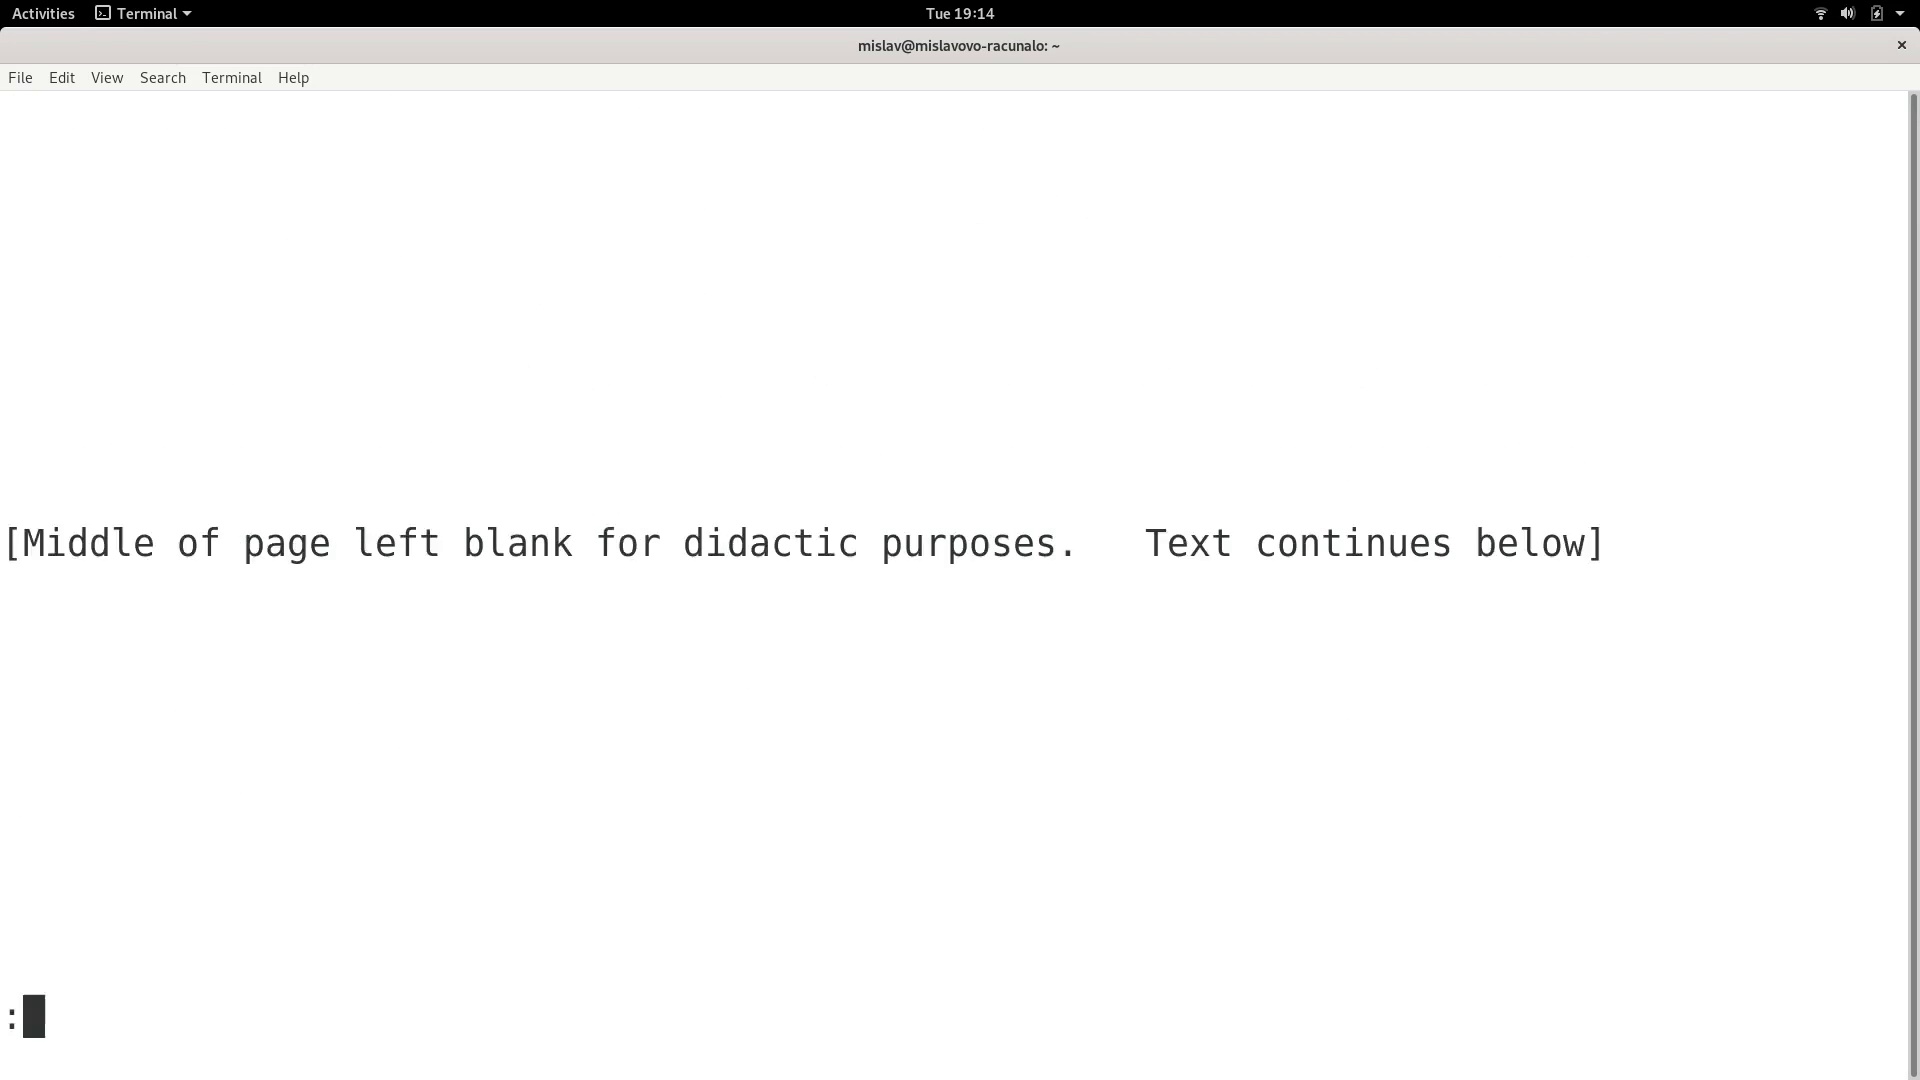 Activities Terminal Tue 19:14
mislav@mislavovo-racunalo: ~ ×
File Edit View Search Terminal Help
[Middle of page left blank for didactic purposes.   Text continues below]
: